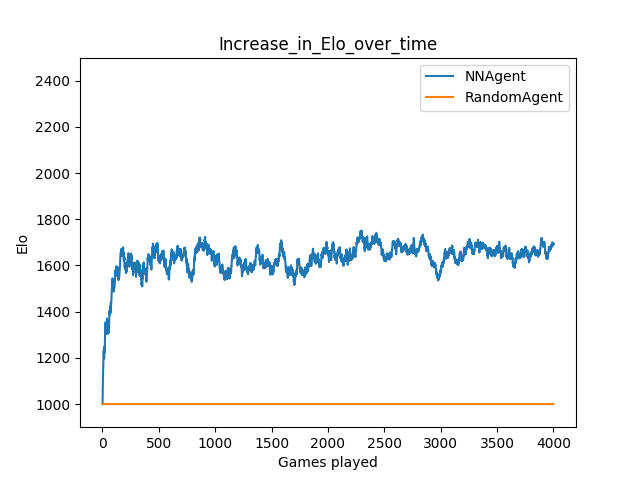 Increase_in_Elo_over_time
NNAgent
RandomAgent
2400
2200
2000
1800
1600
1400
1200
1000
Elo
0 500 1000 1500 2000 2500 3000 3500 4000
Games played